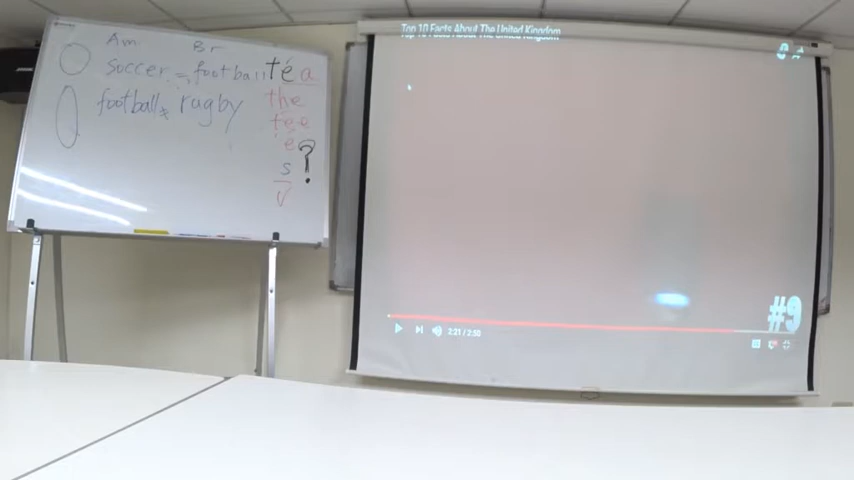 Am Br
soccer = football
football ≠ rugby
tea
the
tee
e
s ?
V
Top 10 Facts About The United Kingdom
#9
2:21 / 2:50